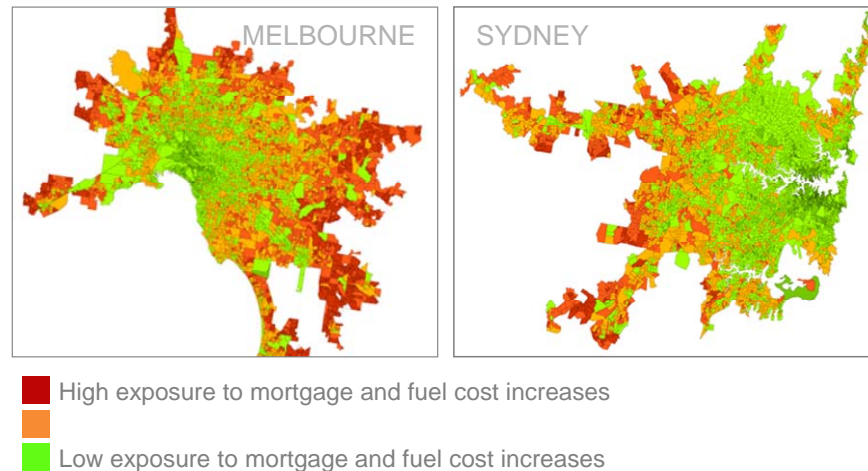 MELBOURNE
SYDNEY
High exposure to mortgage and fuel cost increases
Low exposure to mortgage and fuel cost increases